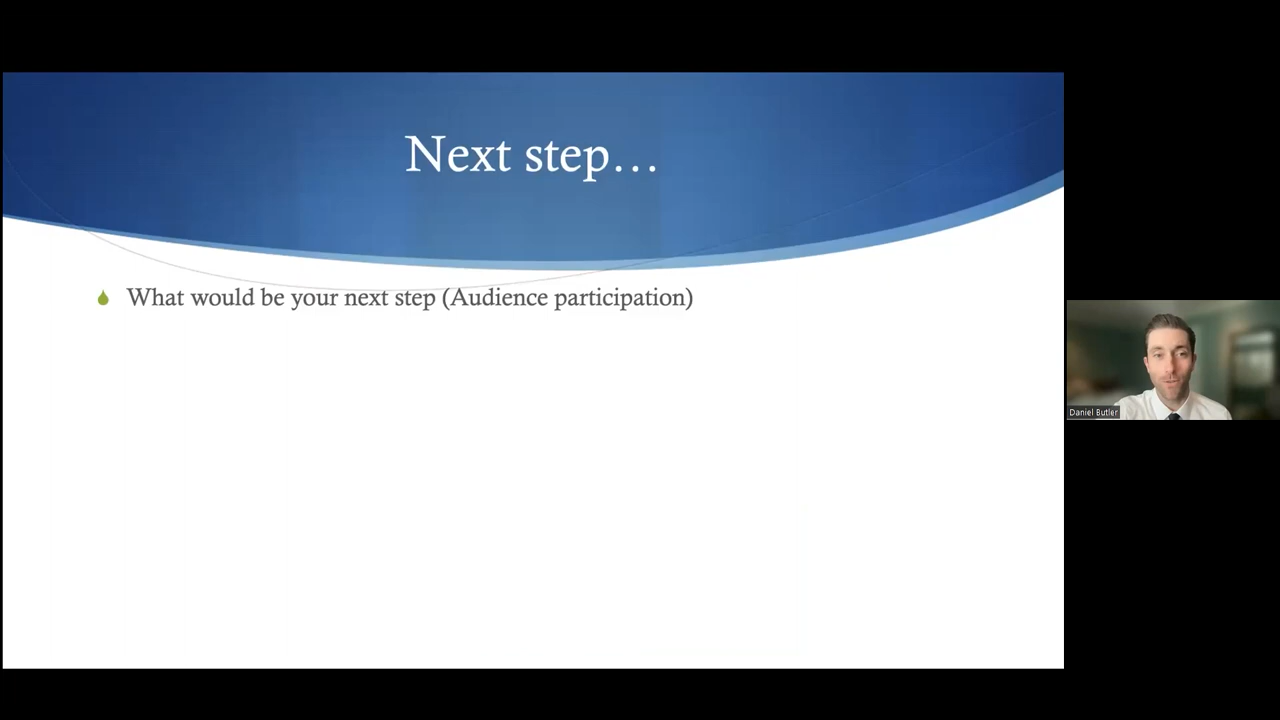 Next step…
What would be your next step (Audience participation)
Daniel Butler